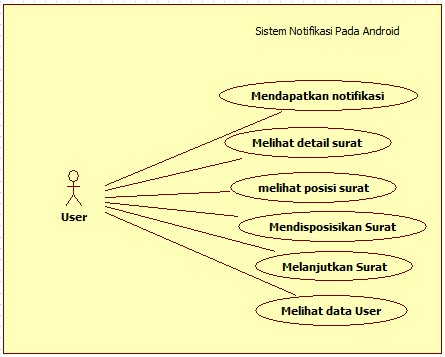 Sistem Notifikasi Pada Android
Mendapatkan notifikasi
Melihat detail surat
melihat posisi surat
User
Mendisposisikan Surat
Melanjutkan Surat
Melihat data User